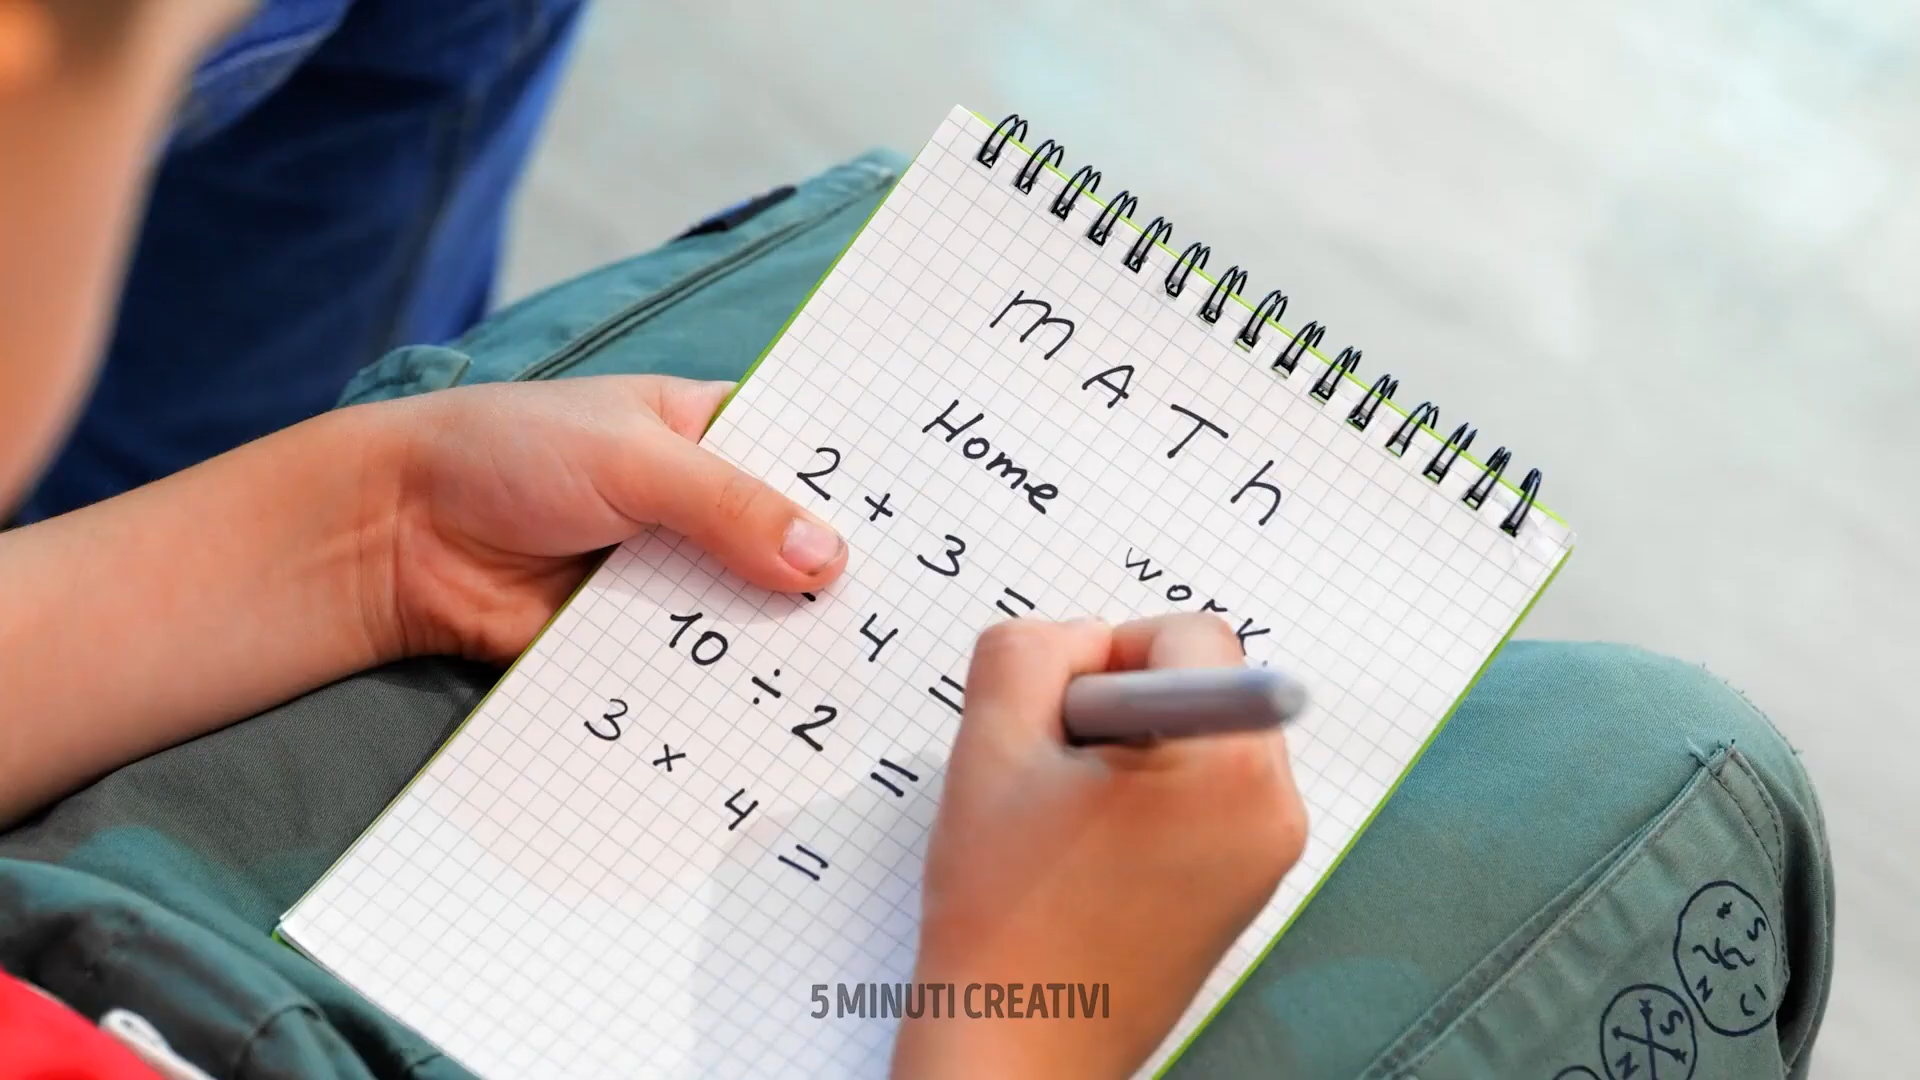 mATh
Home work.
2 + 3 =
- 4 =
10 ÷ 2 =
3 × 4 =
5 MINUTI CREATIVI